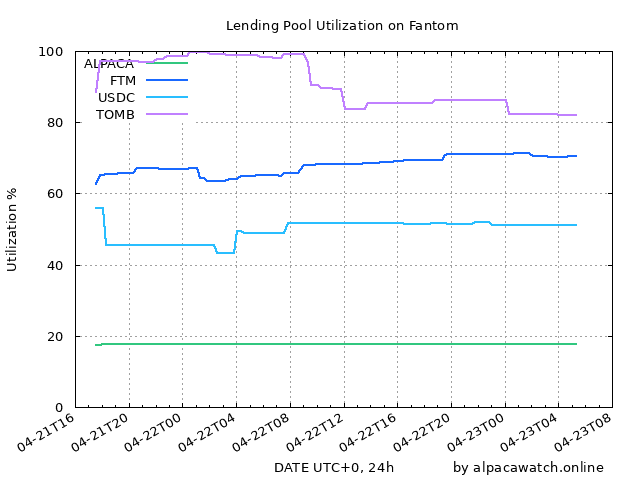 Lending Pool Utilization on Fantom
100
80
60
40
20
0
Utilization %
ALPACA
FTM
USDC
TOMB
04-21T16
04-21T20
04-22T00
04-22T04
04-22T08
04-22T12
04-22T16
04-22T20
04-23T00
04-23T04
04-23T08
DATE UTC+0, 24h
by alpacawatch.online